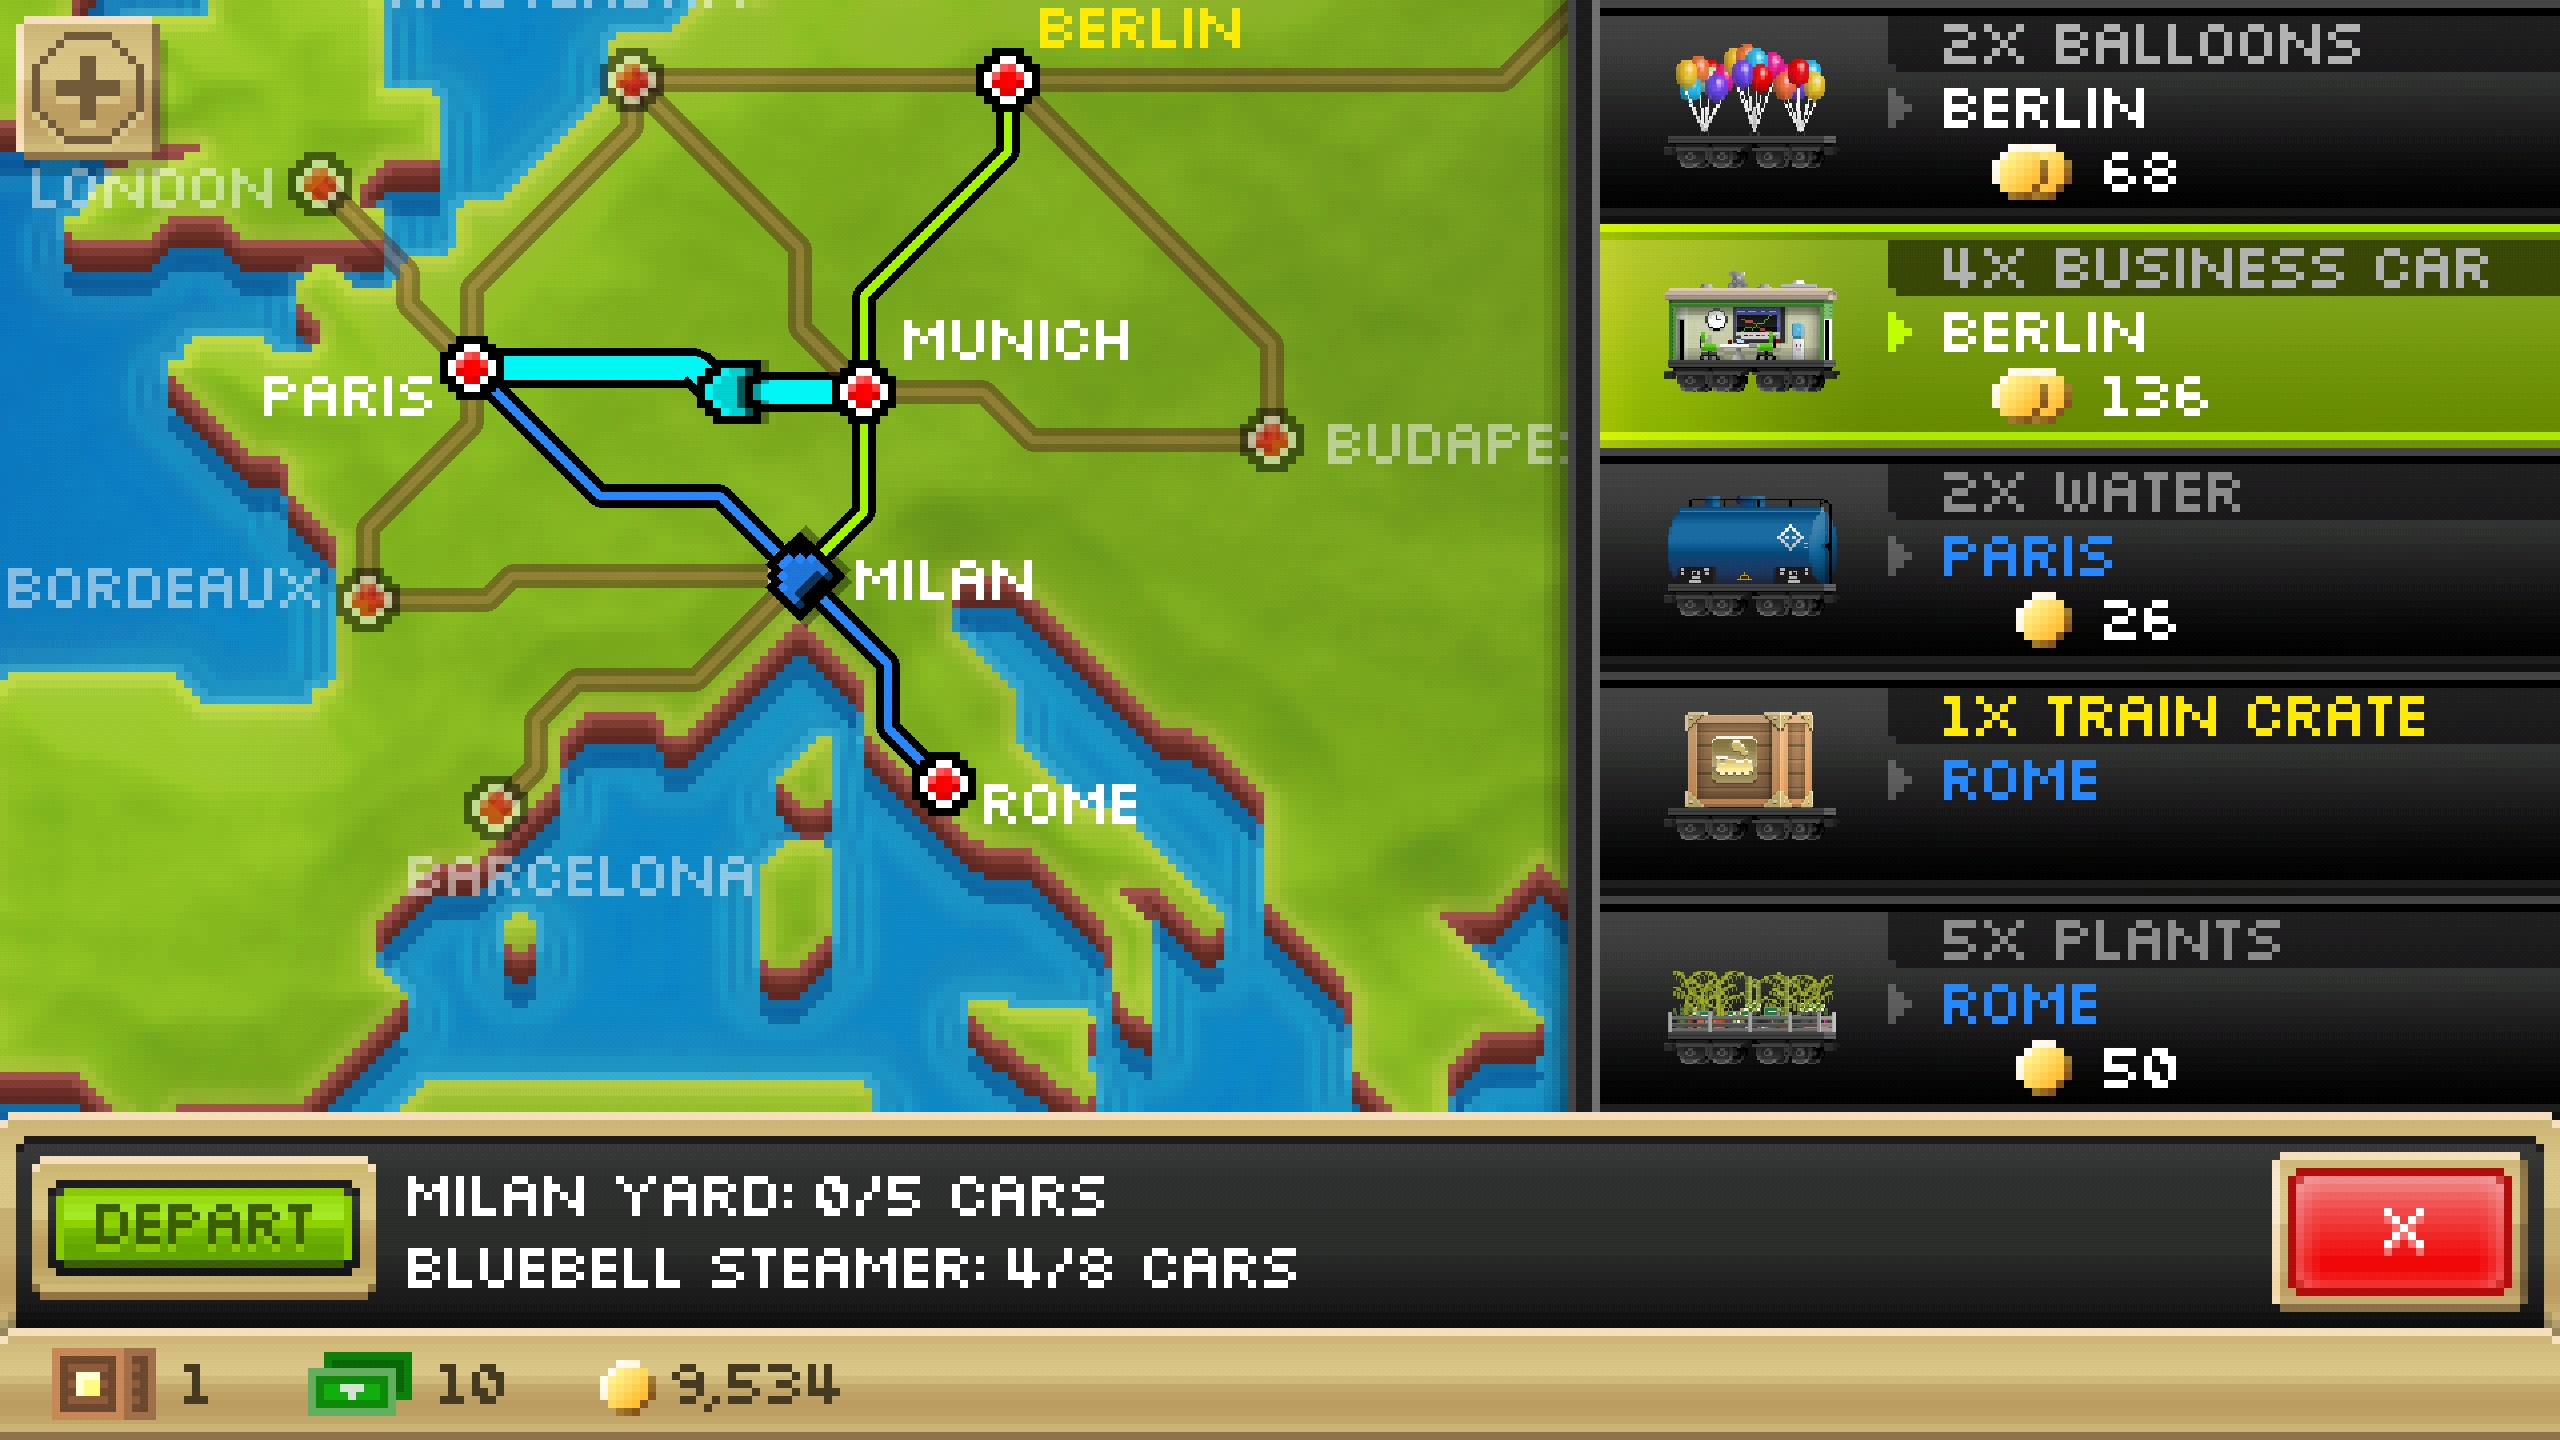 BERLIN
LONDON
MUNICH
PARIS
BUDAPE
BORDEAUX
MILAN
ROME
BARCELONA
2X BALLOONS
BERLIN
68
4X BUSINESS CAR
BERLIN
136
2X WATER
PARIS
26
1X TRAIN CRATE
ROME
5X PLANTS
ROME
50
DEPART
MILAN YARD: 0/5 CARS
BLUEBELL STEAMER: 4/8 CARS
X
1
10
9,534